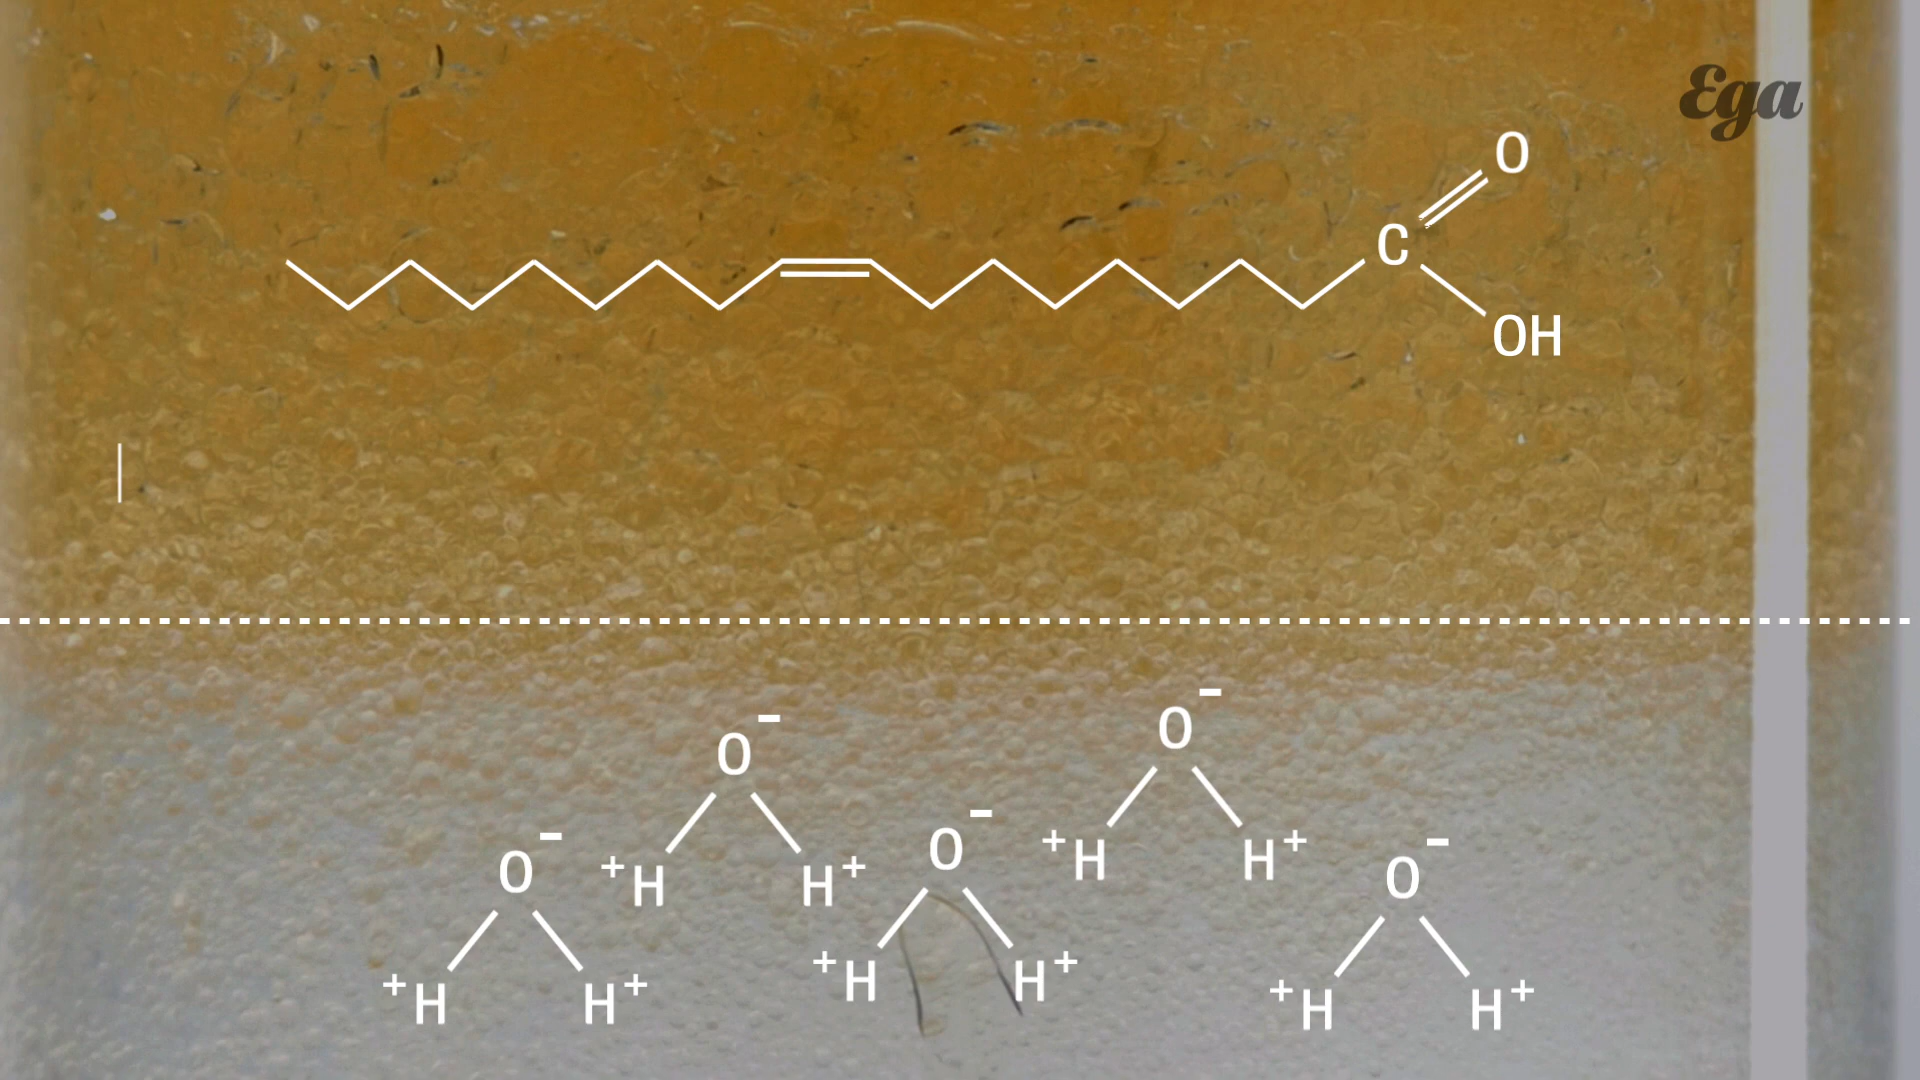 Ega
O
C
OH
O-
O-
+H H+
O-
O-
+H H+
O-
+H H+
+H H+
+H H+